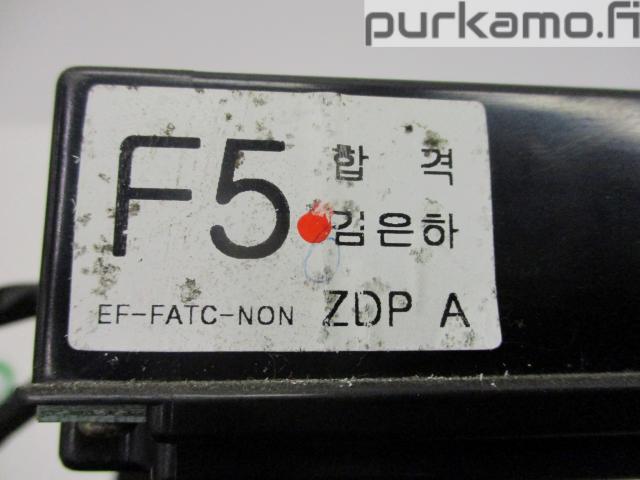 purkamo.fi
F5
합 격
김은하
EF-FATC-NON
ZDP A